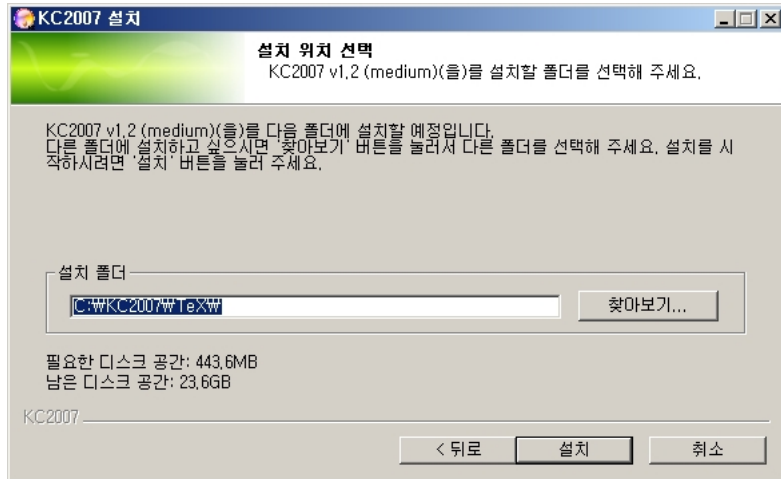 KC2007 설치
설치 위치 선택
KC2007 v1.2 (medium)(을)를 설치할 폴더를 선택해 주세요.
KC2007 v1.2 (medium)(을)를 다음 폴더에 설치할 예정입니다.
다른 폴더에 설치하고 싶으시면 '찾아보기' 버튼을 눌러서 다른 폴더를 선택해 주세요. 설치를 시
작하시려면 '설치' 버튼을 눌러 주세요.
설치 폴더
C:₩KC2007₩TeX₩
찾아보기...
필요한 디스크 공간: 443.6MB
남은 디스크 공간: 23.6GB
KC2007
< 뒤로
설치
취소